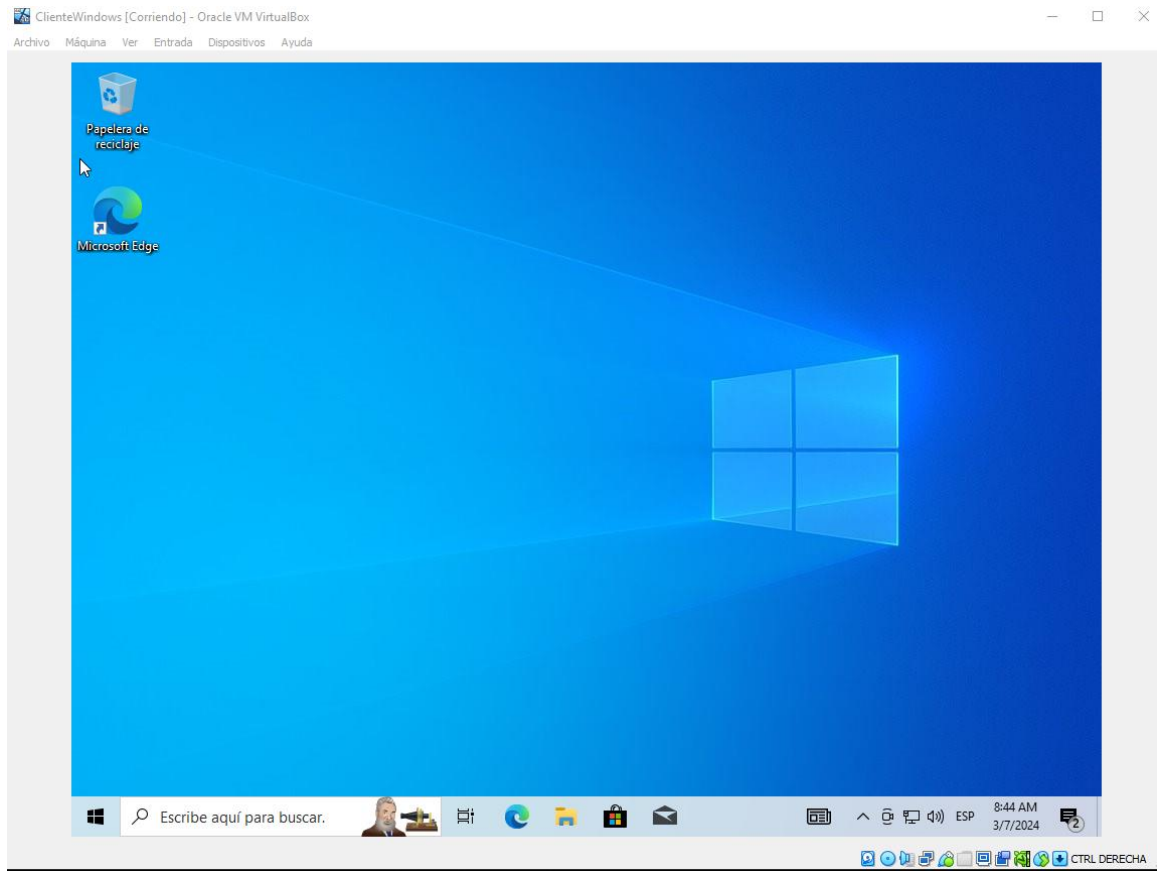 ClienteWindows [Corriendo] - Oracle VM VirtualBox
Archivo Máquina Ver Entrada Dispositivos Ayuda
Papelera de
reciclaje
Microsoft Edge
Escribe aquí para buscar.
ESP
8:44 AM
3/7/2024
2
CTRL DERECHA